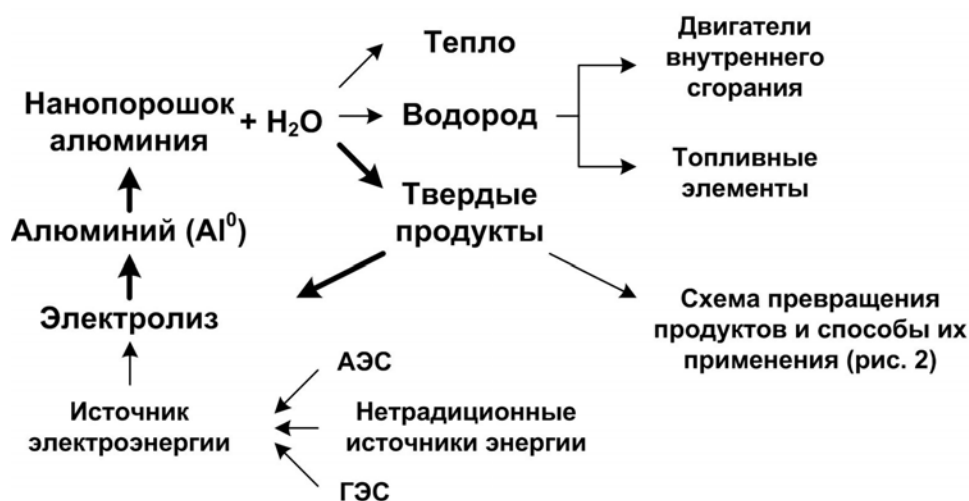 Тепло
Двигатели
внутреннего
сгорания
Нанопорошок
алюминия
+ H₂O
Водород
Топливные
элементы
Твердые
продукты
Алюминий (Al⁰)
Электролиз
Схема превращения
продуктов и способы их
применения (рис. 2)
АЭС
Источник
электроэнергии
Нетрадиционные
источники энергии
ГЭС